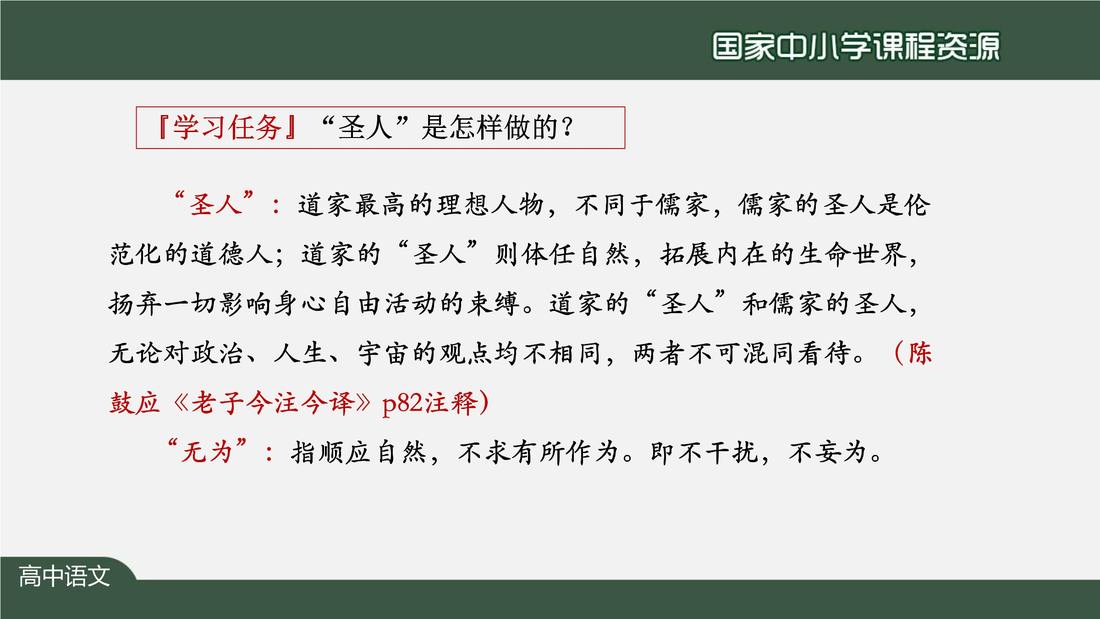 国家中小学课程资源
『学习任务』“圣人”是怎样做的？
“圣人”：道家最高的理想人物，不同于儒家，儒家的圣人是伦
范化的道德人；道家的“圣人”则体任自然，拓展内在的生命世界，
扬弃一切影响身心自由活动的束缚。道家的“圣人”和儒家的圣人，
无论对政治、人生、宇宙的观点均不相同，两者不可混同看待。（陈
鼓应《老子今注今译》p82注释）
“无为”：指顺应自然，不求有所作为。即不干扰，不妄为。
高中语文